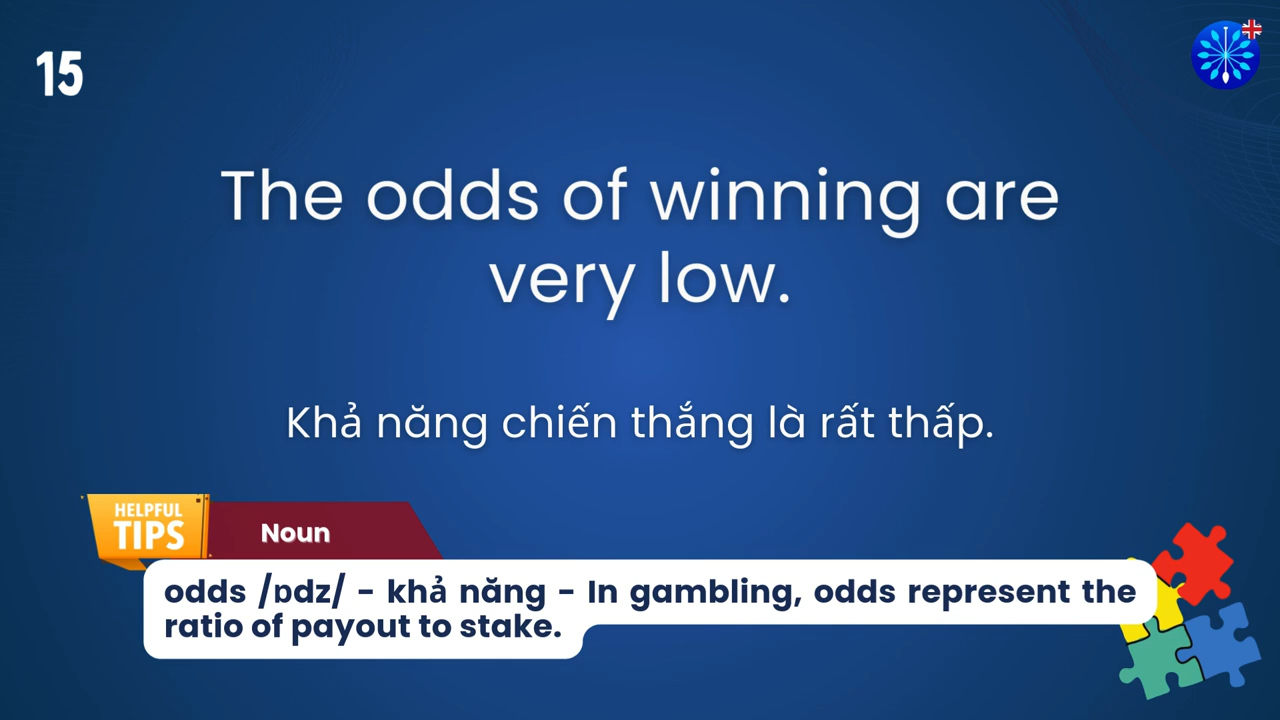 15
The odds of winning are
very low.
Khả năng chiến thắng là rất thấp.
HELPFUL
TIPS
Noun
odds /ɒdz/ - khả năng - In gambling, odds represent the
ratio of payout to stake.